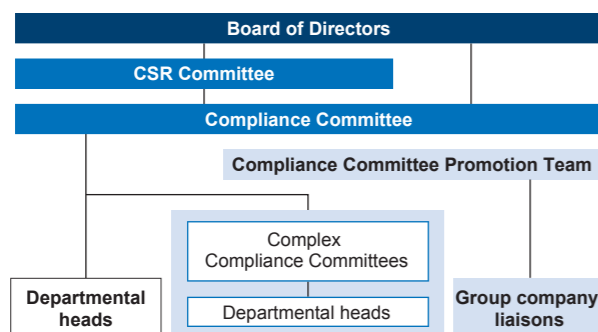 Board of Directors
CSR Committee
Compliance Committee
Compliance Committee Promotion Team
Complex
Compliance Committees
Departmental heads
Departmental
heads
Group company
liaisons